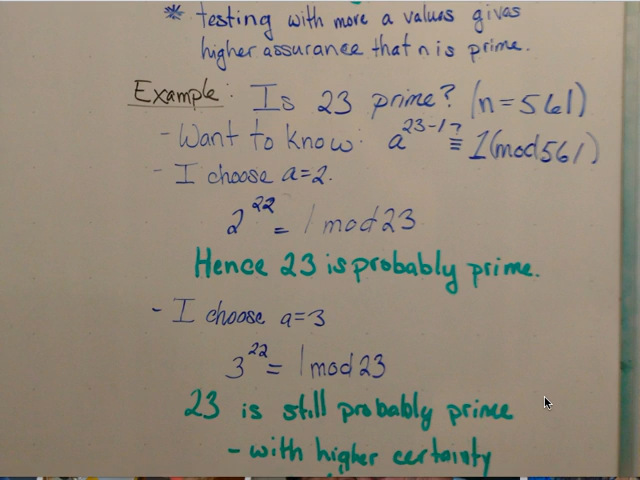 * testing with more a values gives
higher assurance that n is prime.
Example: Is 23 prime? (n=561)
- Want to know: a^23-1 ?≡ 1(mod561)
- I choose a=2.
2^22 = 1 mod 23
Hence 23 is probably prime.
- I choose a=3
3^22 = 1 mod 23
23 is still probably prime
- with higher certainty